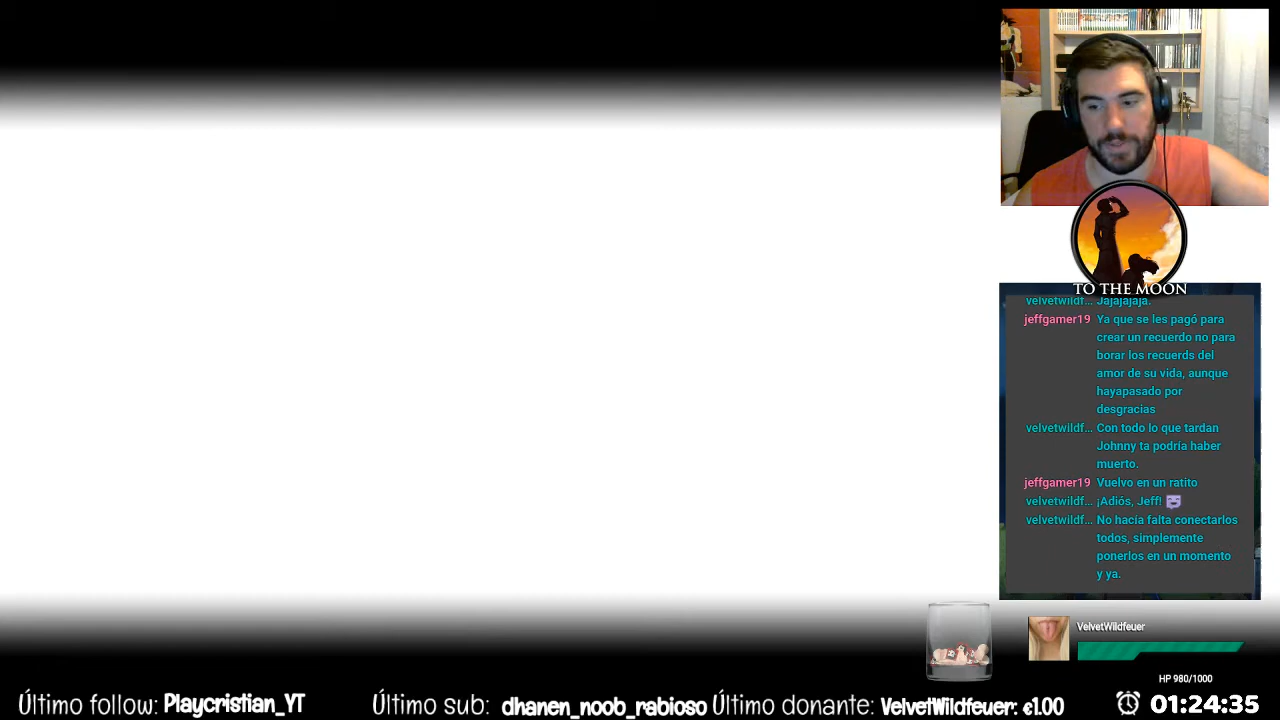 TO THE MOON
velvetwildf... Jajajajaja.
jeffgamer19 Ya que se les pagó para
crear un recuerdo no para
borar los recuerds del
amor de su vida, aunque
hayapasado por
desgracias
velvetwildf... Con todo lo que tardan
Johnny ta podría haber
muerto.
jeffgamer19 Vuelvo en un ratito
velvetwildf... ¡Adiós, Jeff!
velvetwildf... No hacía falta conectarlos
todos, simplemente
ponerlos en un momento
y ya.
VelvetWildfeuer
HP 980/1000
Último follow: Playcristian_YT Último sub: dhanen_noob_rabioso Último donante: VelvetWildfeuer: €1.00 01:24:35